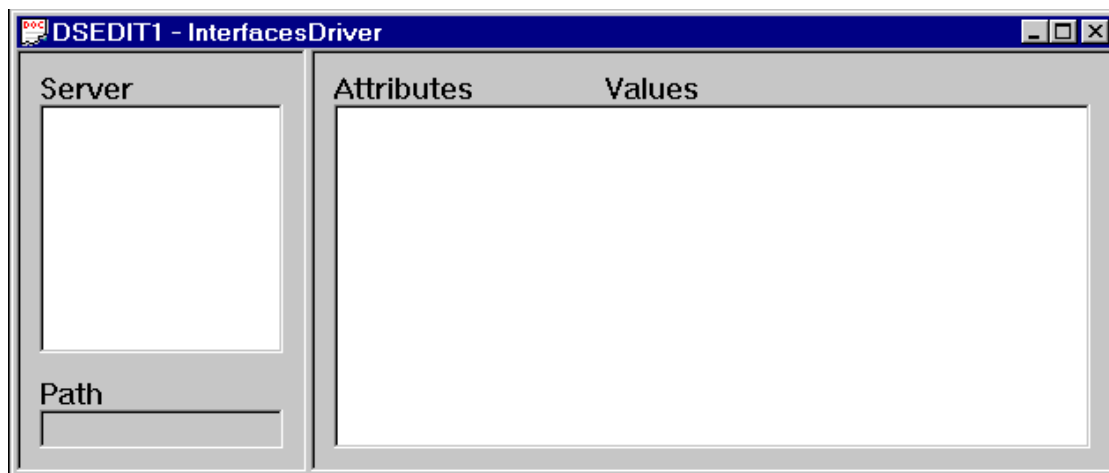 DSEDIT1 - InterfacesDriver
Server
Attributes Values
Path